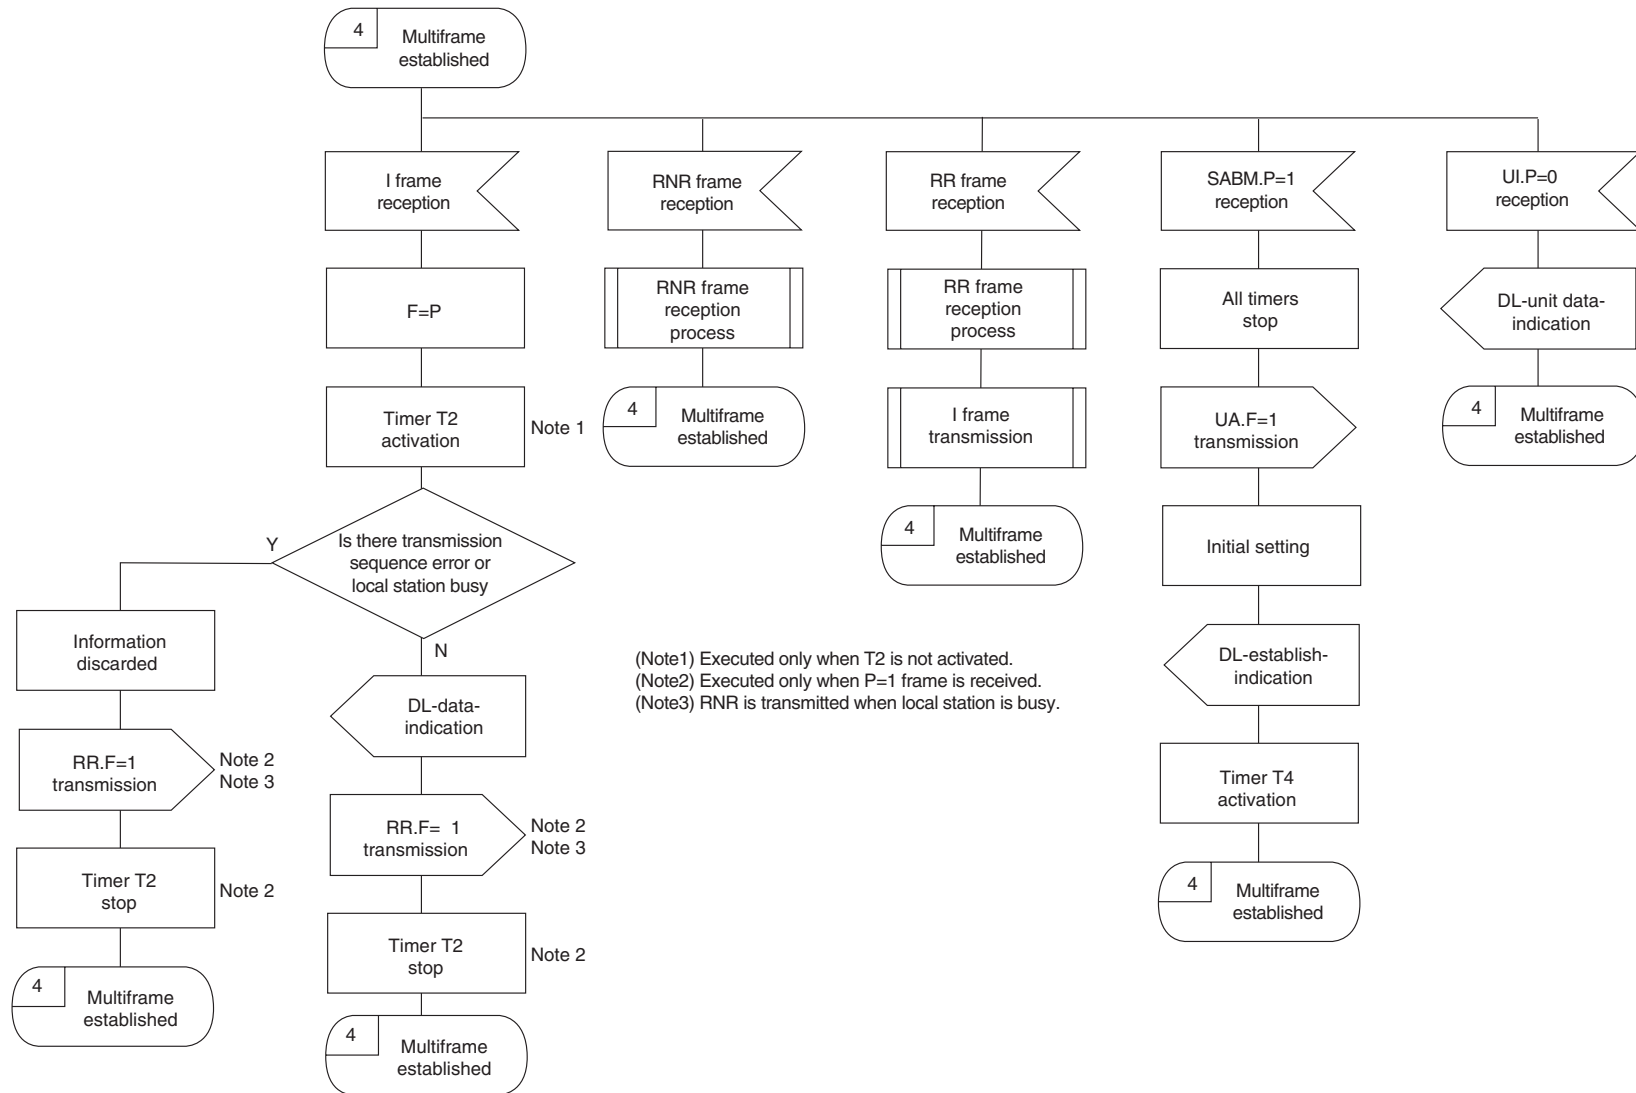 4
Multiframe
established
I frame
reception
RNR frame
reception
RR frame
reception
SABM.P=1
reception
UI.P=0
reception
F=P
RNR frame
reception
process
RR frame
reception
process
All timers
stop
DL-unit data-
indication
Timer T2
activation
Note 1
4
Multiframe
established
I frame
transmission
UA.F=1
transmission
4
Multiframe
established
Y
Is there transmission
sequence error or
local station busy
N
4
Multiframe
established
Initial setting
Information
discarded
DL-data-
indication
(Note1) Executed only when T2 is not activated.
(Note2) Executed only when P=1 frame is received.
(Note3) RNR is transmitted when local station is busy.
DL-establish-
indication
RR.F=1
transmission
Note 2
Note 3
RR.F= 1
transmission
Note 2
Note 3
Timer T4
activation
Timer T2
stop
Note 2
Timer T2
stop
Note 2
4
Multiframe
established
4
Multiframe
established
4
Multiframe
established